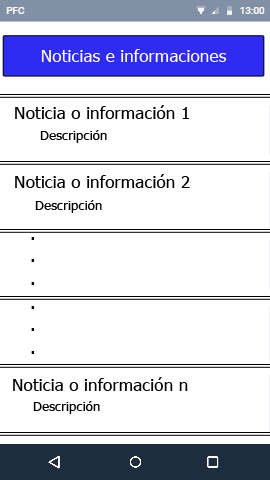 PFC 13:00
Noticias e informaciones
Noticia o información 1
Descripción
Noticia o información 2
Descripción
.
.
.
.
.
.
Noticia o información n
Descripción